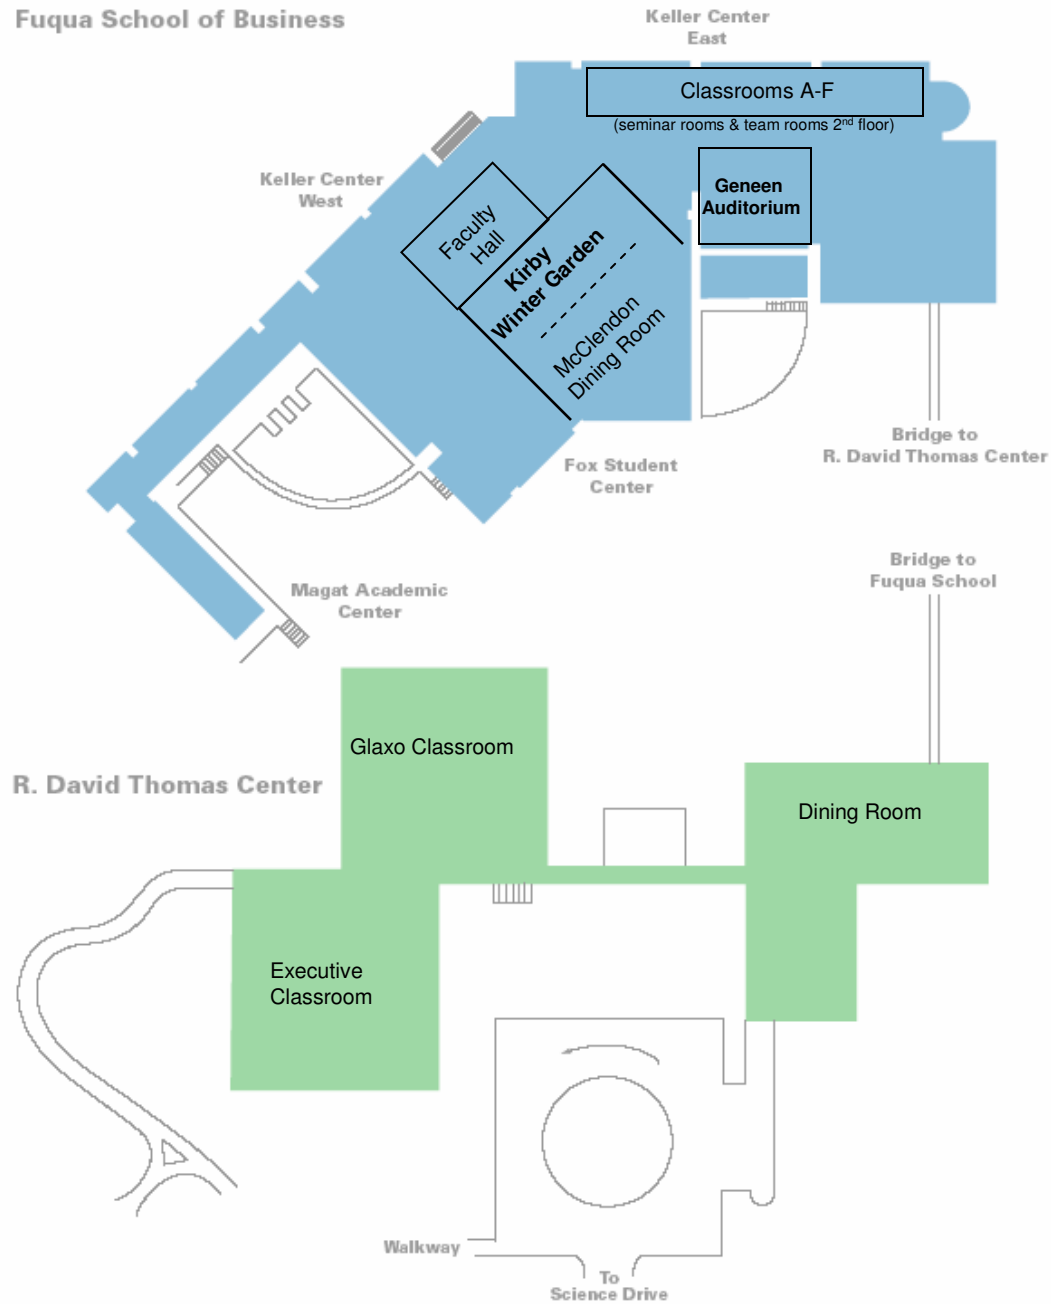 Fuqua School of Business
Keller Center
East
Classrooms A-F
(seminar rooms & team rooms 2nd floor)
Keller Center
West
Geneen
Auditorium
Faculty
Hall
Kirby
Winter Garden
McClendon
Dining Room
Bridge to
R. David Thomas Center
Fox Student
Center
Bridge to
Fuqua School
Magat Academic
Center
Glaxo Classroom
R. David Thomas Center
Dining Room
Executive
Classroom
Walkway
To
Science Drive